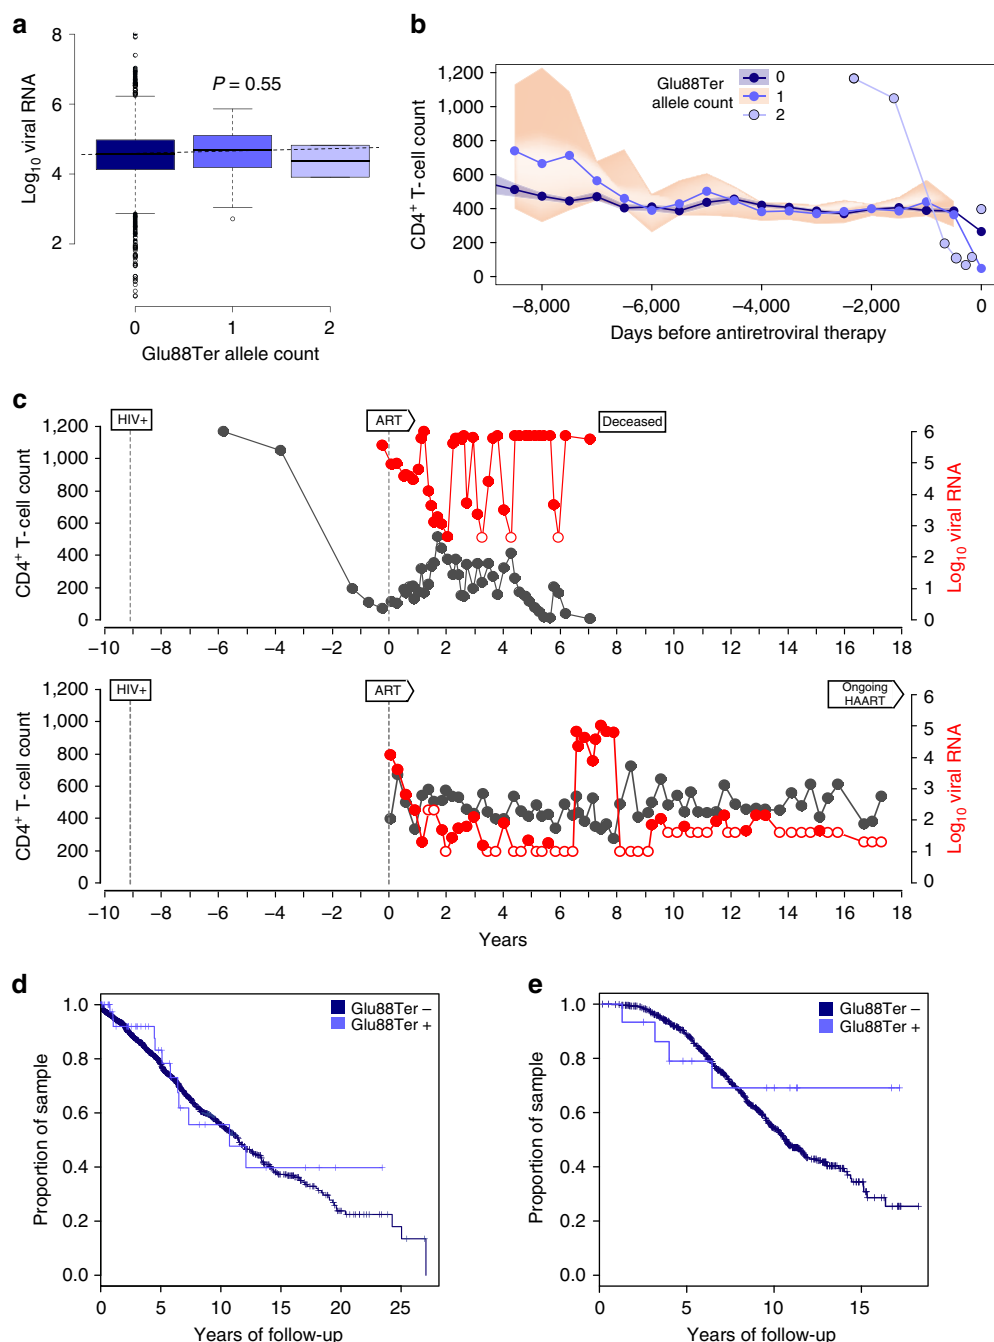 a
8
6
4
2
Log10 viral RNA
P = 0.55
0 1 2
Glu88Ter allele count
b
1,200
1,000
800
600
400
200
0
CD4+ T-cell count
Glu88Ter
allele count
0
1
2
−8,000 −6,000 −4,000 −2,000 0
Days before antiretroviral therapy
c
HIV+
ART
Deceased
1,200
1,000
800
600
400
200
0
CD4+ T-cell count
6
5
4
3
2
1
0
Log10 viral RNA
−10 −8 −6 −4 −2 0 2 4 6 8 10 12 14 16 18
HIV+
ART
Ongoing
HAART
1,200
1,000
800
600
400
200
0
CD4+ T-cell count
6
5
4
3
2
1
0
Log10 viral RNA
−10 −8 −6 −4 −2 0 2 4 6 8 10 12 14 16 18
Years
d
1.0
0.8
0.6
0.4
0.2
0.0
Proportion of sample
Glu88Ter −
Glu88Ter +
0 5 10 15 20 25
Years of follow-up
e
1.0
0.8
0.6
0.4
0.2
0.0
Proportion of sample
Glu88Ter −
Glu88Ter +
0 5 10 15
Years of follow-up